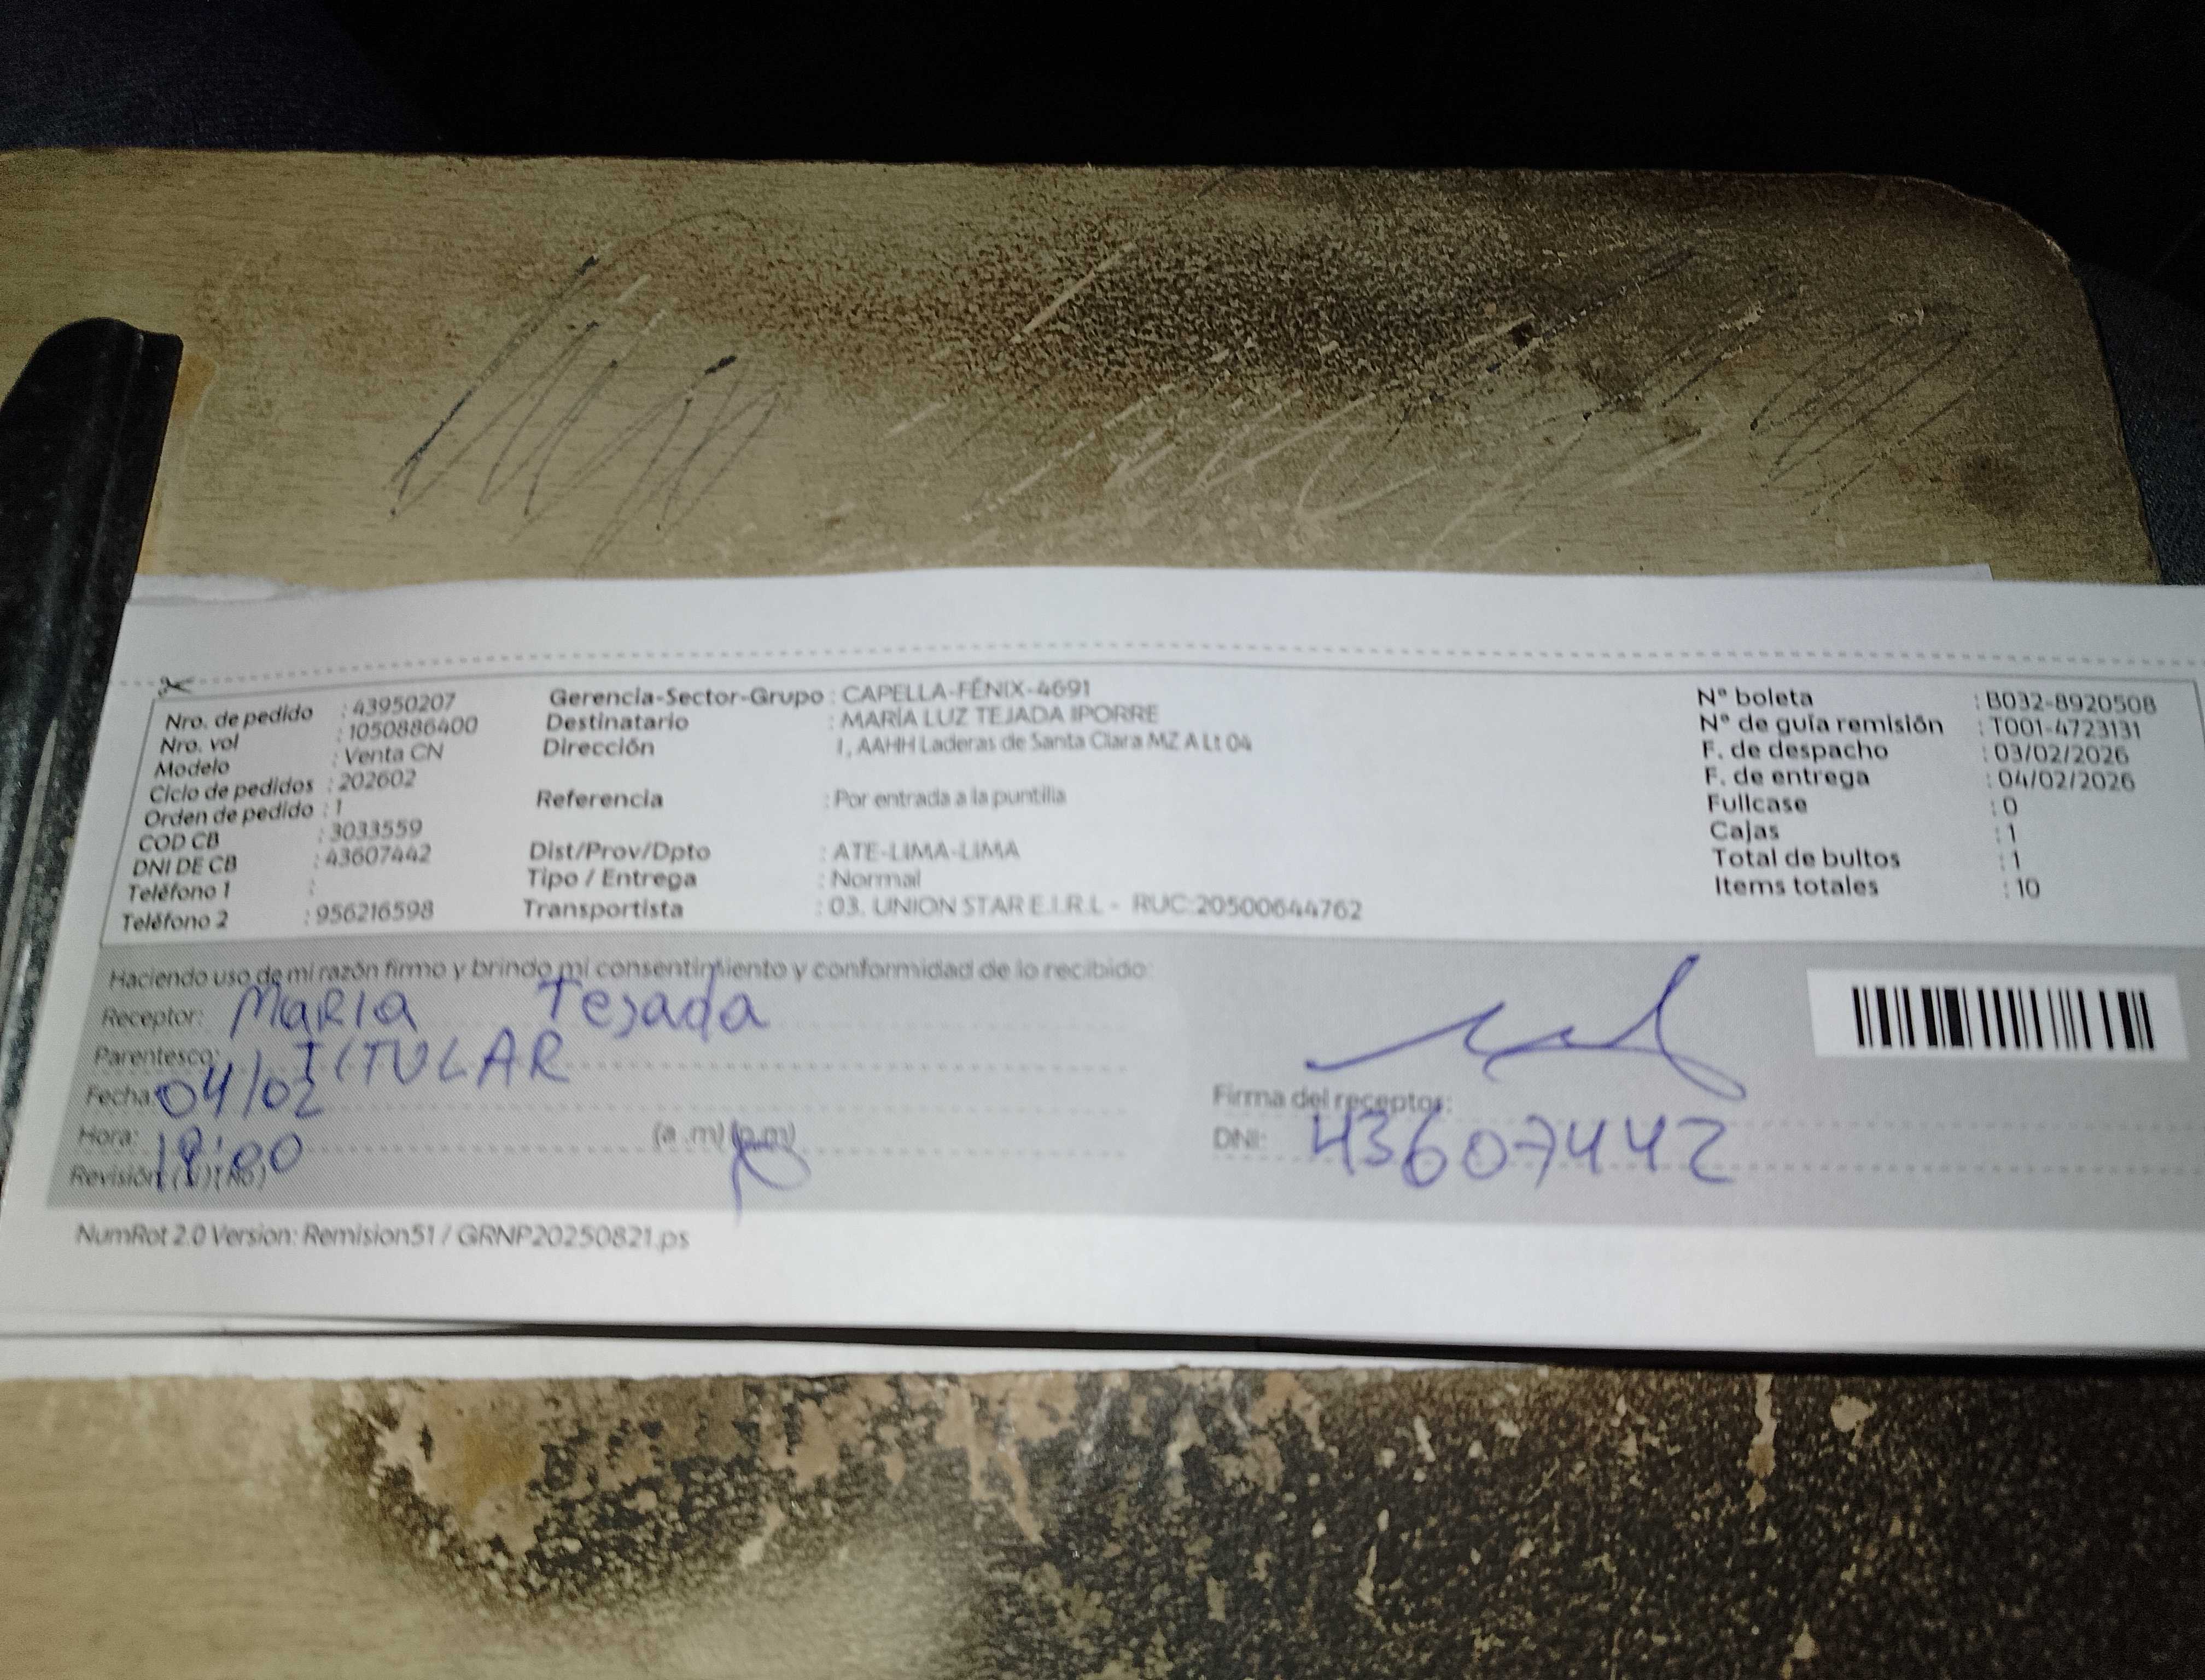 Nro. de pedido : 43950207
Nro. vol : 1050886400
Modelo : Venta CN
Ciclo de pedidos : 202602
Orden de pedido : 1
COD CB : 3033559
DNI DE CB : 43607442
Teléfono 1 :
Teléfono 2 : 956216598
Gerencia-Sector-Grupo : CAPELLA-FÉNIX-4691
Destinatario : MARÍA LUZ TEJADA IPORRE
Dirección 1, AAHH Laderas de Santa Clara MZ A Lt 04
Referencia : Por entrada a la puntilla
Dist/Prov/Dpto : ATE-LIMA-LIMA
Tipo / Entrega : Normal
Transportista : 03. UNION STAR E.I.R.L - RUC:20500644762
N° boleta : B032-8920508
N° de guía remisión : T001-4723131
F. de despacho : 03/02/2026
F. de entrega : 04/02/2026
Fullcase : 0
Cajas : 1
Total de bultos : 1
Items totales : 10
Haciendo uso de mi razón firmo y brindo mi consentimiento y conformidad de lo recibido:
Receptor: MaRia Tejada
Parentesco: TITULAR
Fecha: 04/02
Hora: :00 (a.m) (p.m)
Revisión (Si) (No)
Firma del receptor:
DNI: 43607442
NumRot 2.0 Version: Remision51 / GRNP20250821.ps